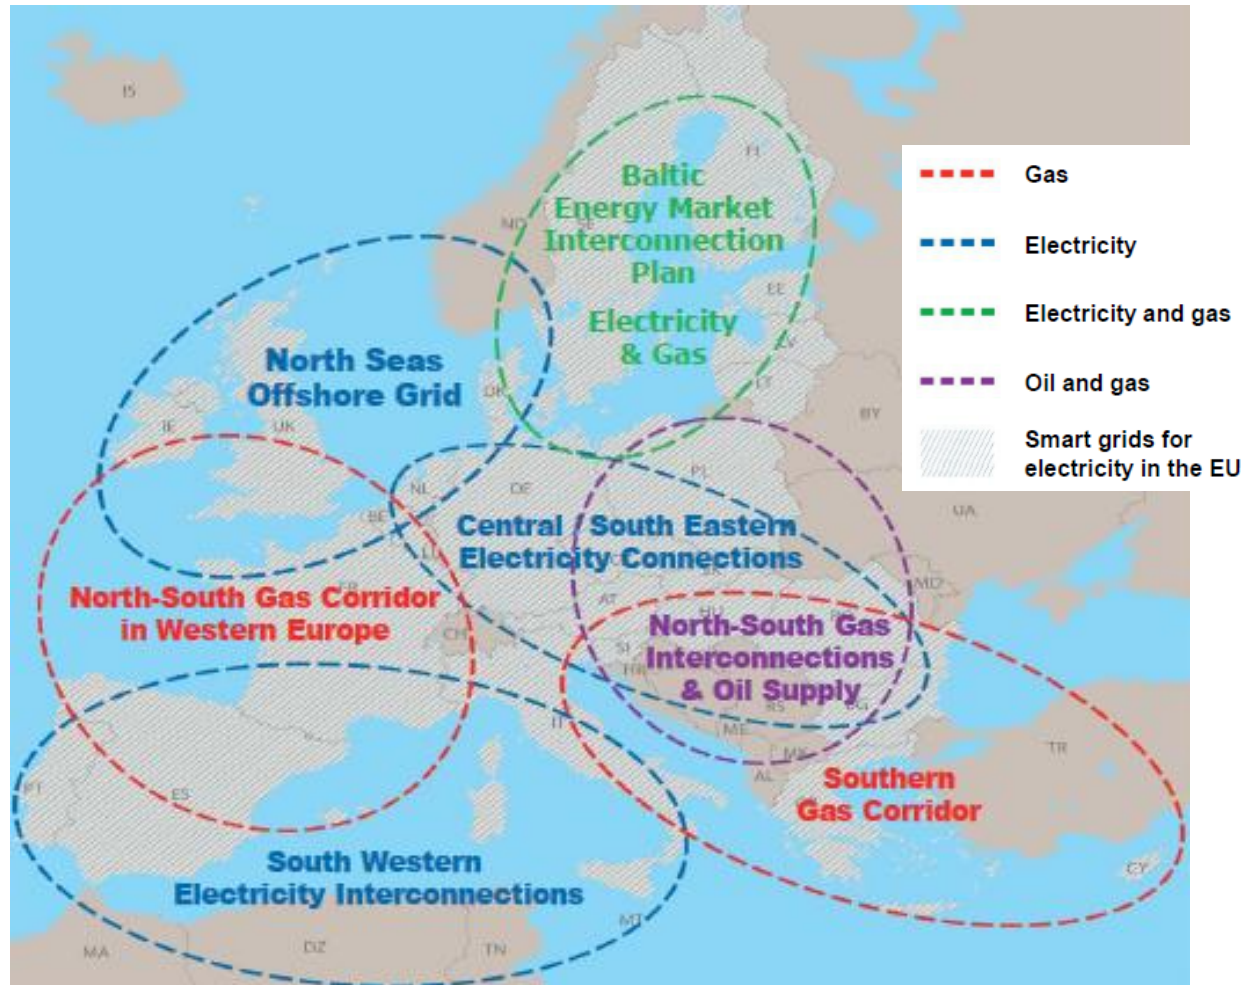 IS
FI
NO
SE
Baltic
Energy Market
Interconnection
Plan
Electricity
& Gas
EE
LV
LT
DK
BY
North Seas
Offshore Grid
IE
UK
NL
DE
PL
BE
LU
UA
Central / South Eastern
Electricity Connections
FR
AT
HU
MD
CH
SI
HR
North-South Gas Corridor
in Western Europe
North-South Gas
Interconnections
& Oil Supply
RS
BG
IT
ME
MK
AL
TR
Southern
Gas Corridor
PT
ES
South Western
Electricity Interconnections
CY
MT
MA
DZ
TN
Gas
Electricity
Electricity and gas
Oil and gas
Smart grids for
electricity in the EU